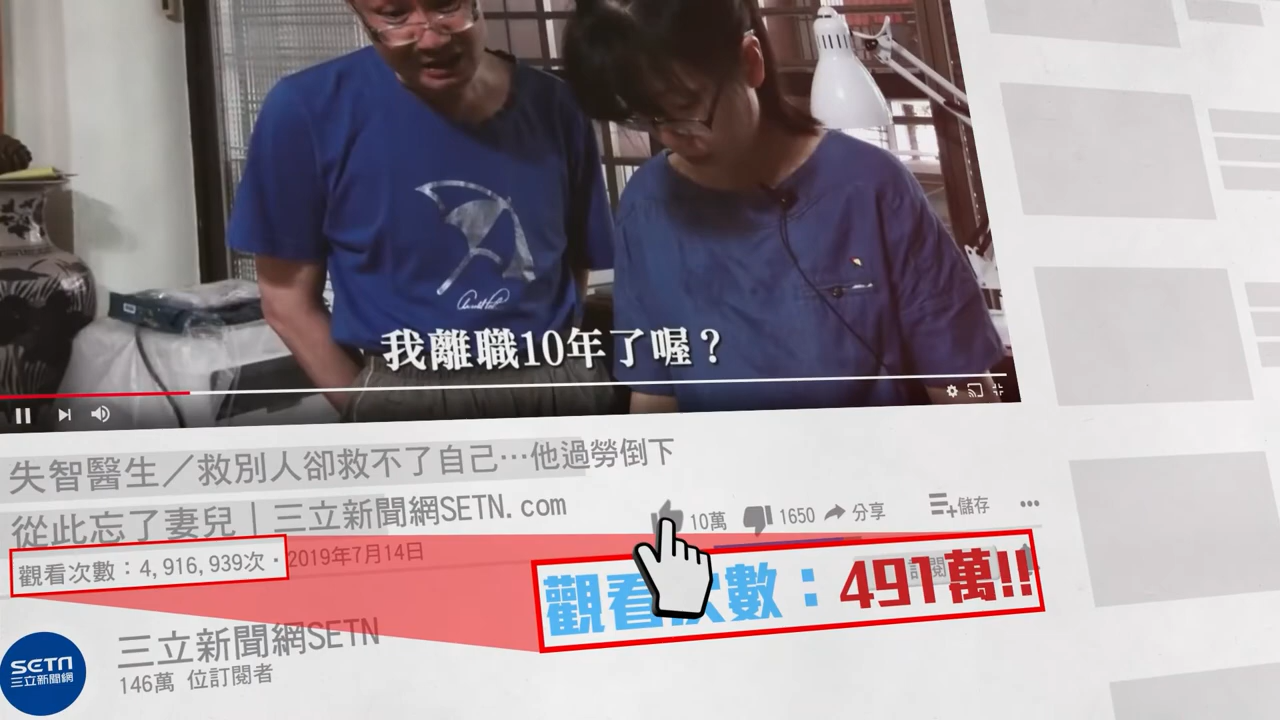 我離職10年了喔？
失智醫生／救別人卻救不了自己…他過勞倒下
從此忘了妻兒｜三立新聞網SETN.com
10萬 1650 分享 儲存
觀看次數：4,916,939次・2019年7月14日
觀看次數：491萬!!
訂閱
三立新聞網SETN
146萬 位訂閱者
SETN
三立新聞網